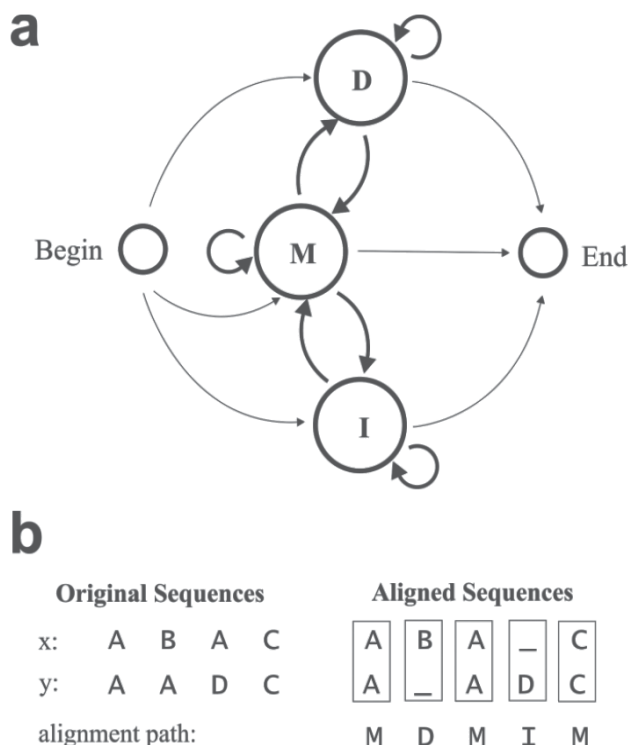 a
D
Begin
M
End
I
b
Original Sequences
Aligned Sequences
x: A B A C
A B A _ C
y: A A D C
A _ A D C
alignment path: M D M I M